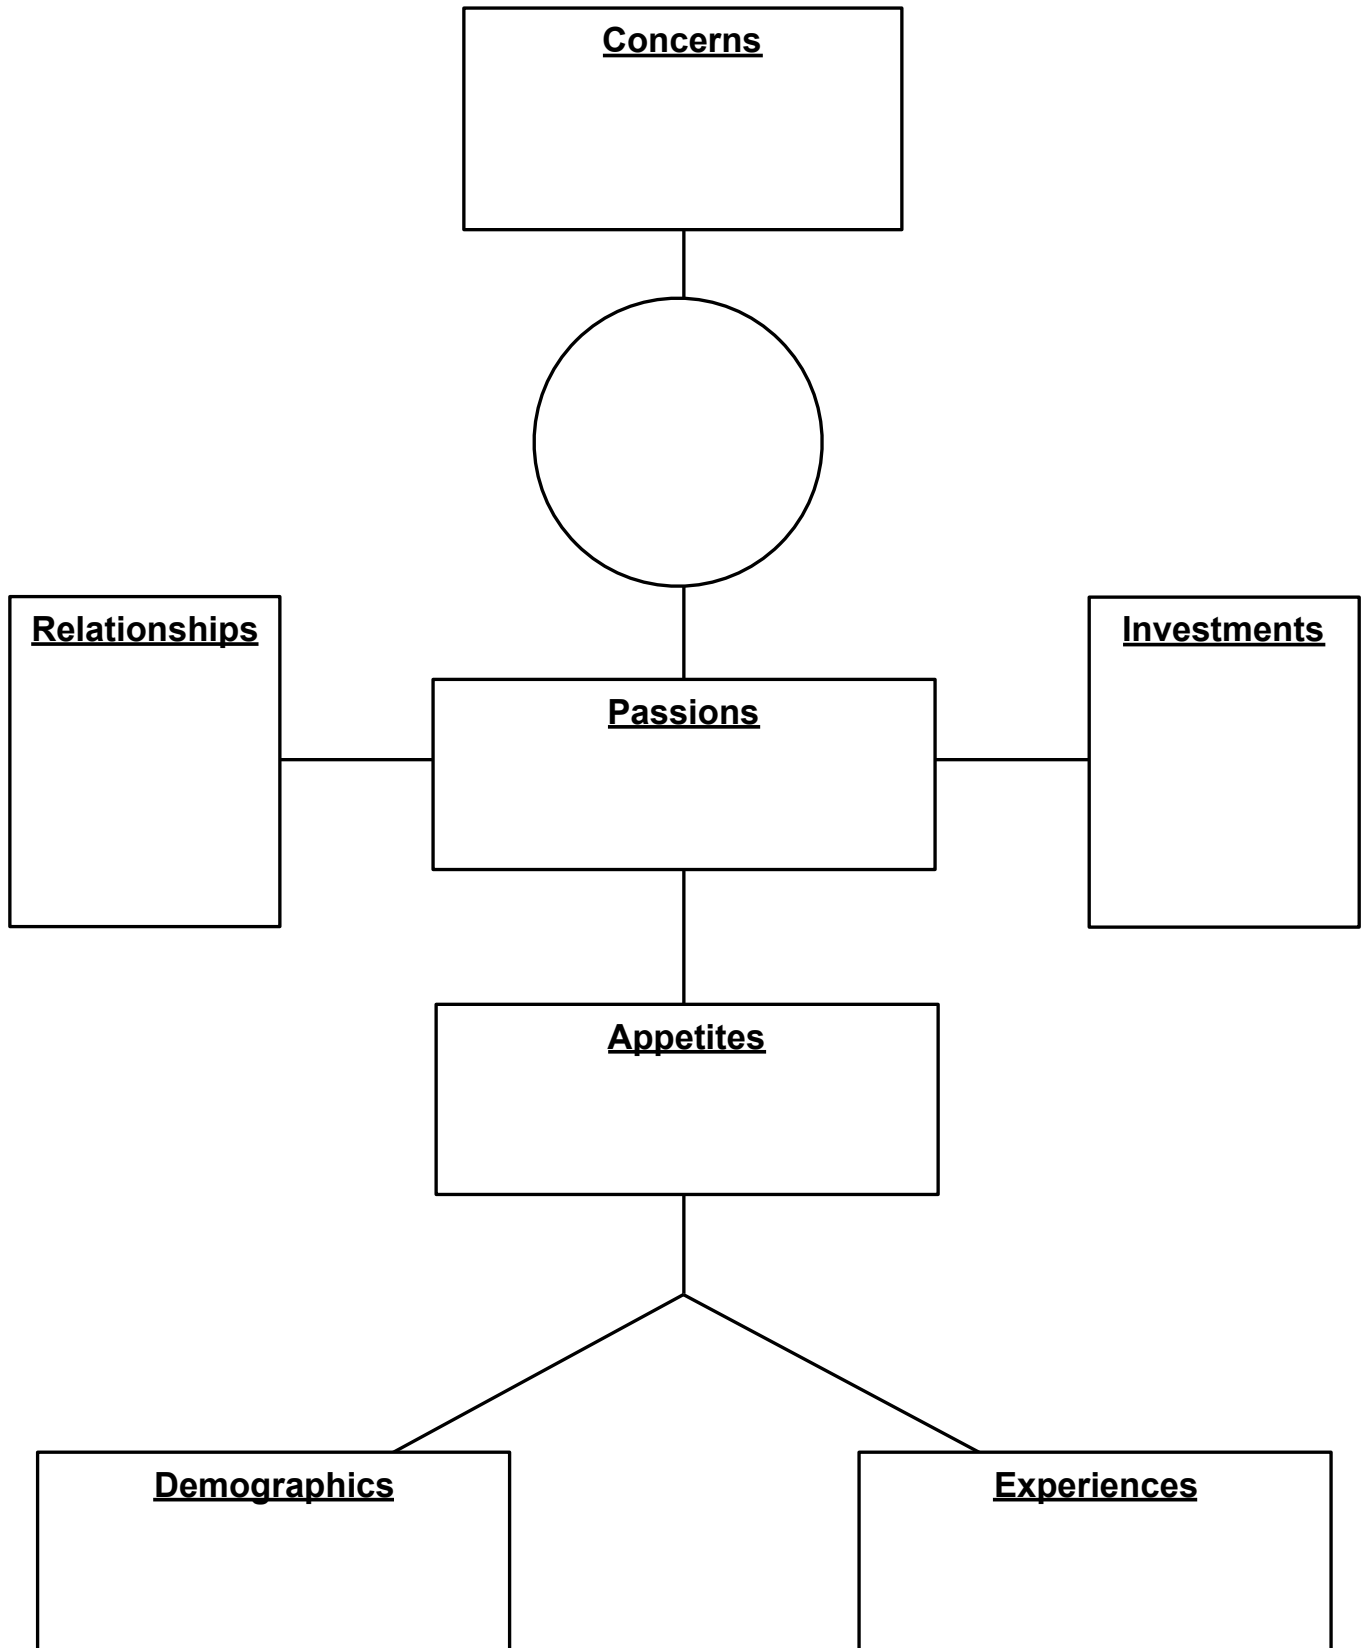 Concerns
Relationships
Investments
Passions
Appetites
Demographics
Experiences